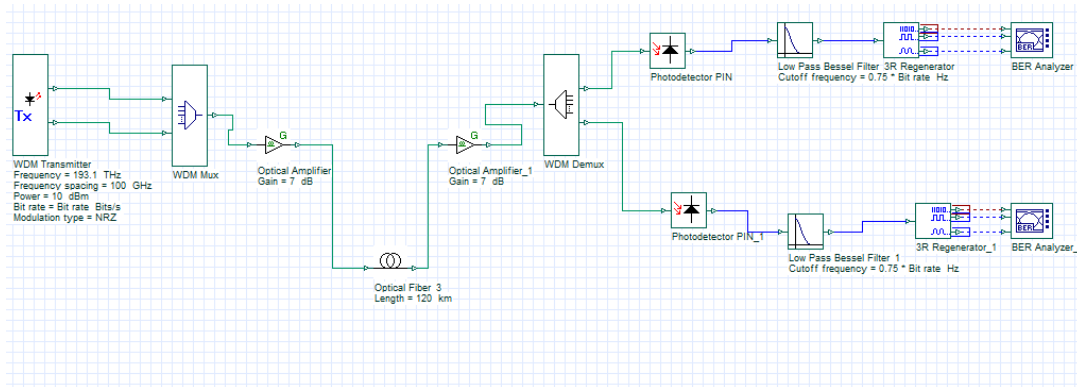 Tx
WDM Transmitter
Frequency = 193.1 THz
Frequency spacing = 100 GHz
Power = 10 dBm
Bit rate = Bit rate Bits/s
Modulation type = NRZ
WDM Mux
G
Optical Amplifier
Gain = 7 dB
Optical Fiber 3
Length = 120 km
G
Optical Amplifier_1
Gain = 7 dB
WDM Demux
Photodetector PIN
Low Pass Bessel Filter
Cutoff frequency = 0.75 * Bit rate Hz
3R Regenerator
BER
BER Analyzer
Photodetector PIN_1
Low Pass Bessel Filter 1
Cutoff frequency = 0.75 * Bit rate Hz
3R Regenerator_1
BER
BER Analyzer_